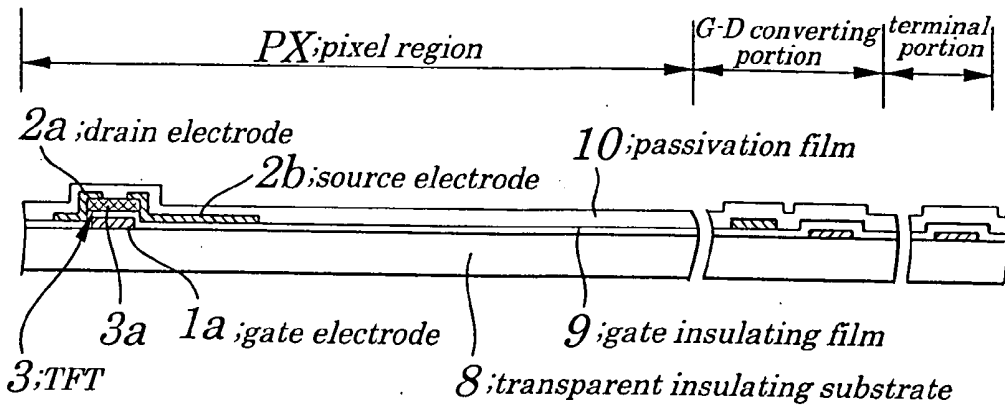 PX;pixel region
G-D converting
portion
terminal
portion
2a;drain electrode
2b;source electrode
10;passivation film
3a
1a;gate electrode
9;gate insulating film
3;TFT
8;transparent insulating substrate